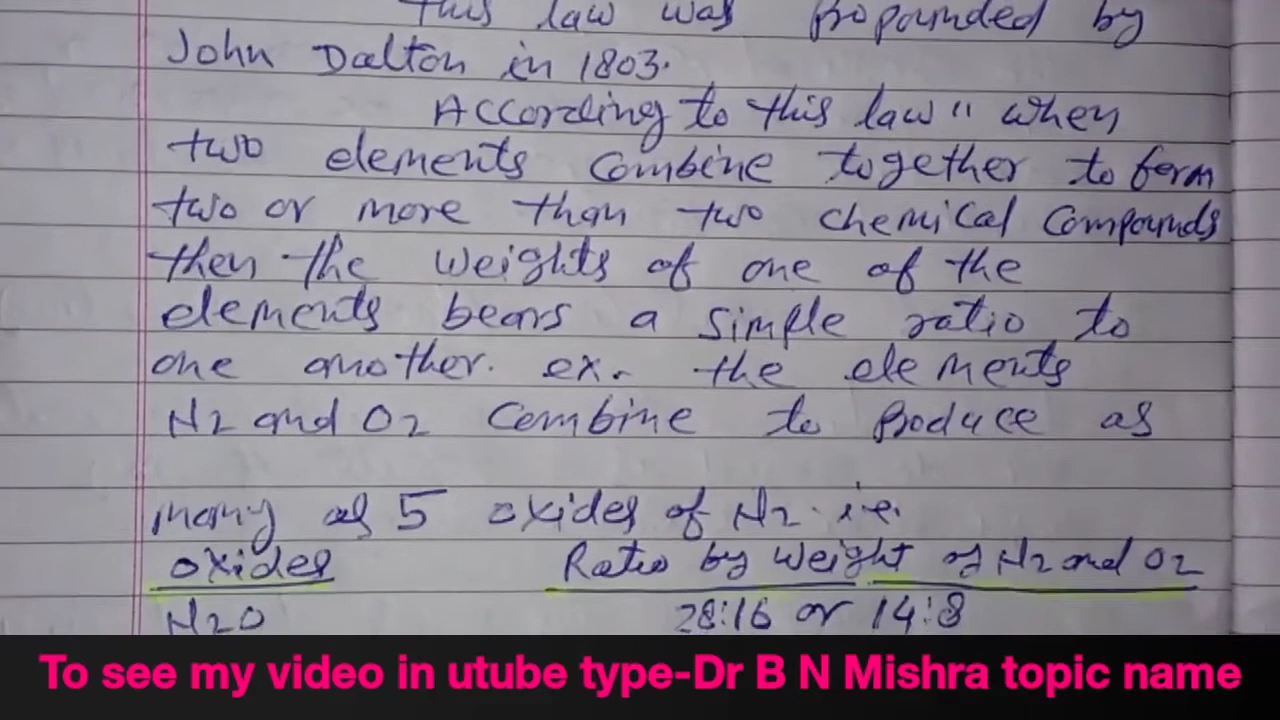 This law was Propounded by
John Dalton in 1803.
According to this law " when
two elements combine together to form
two or more than two chemical compounds
then the weights of one of the
elements bears a simple ratio to
one another. ex. the elements
N2 and O2 combine to produce as
many as 5 oxides of N2. i.e.
oxides Ratio by weight of N2 and O2
N2O 28:16 or 14:8
To see my video in utube type-Dr B N Mishra topic name